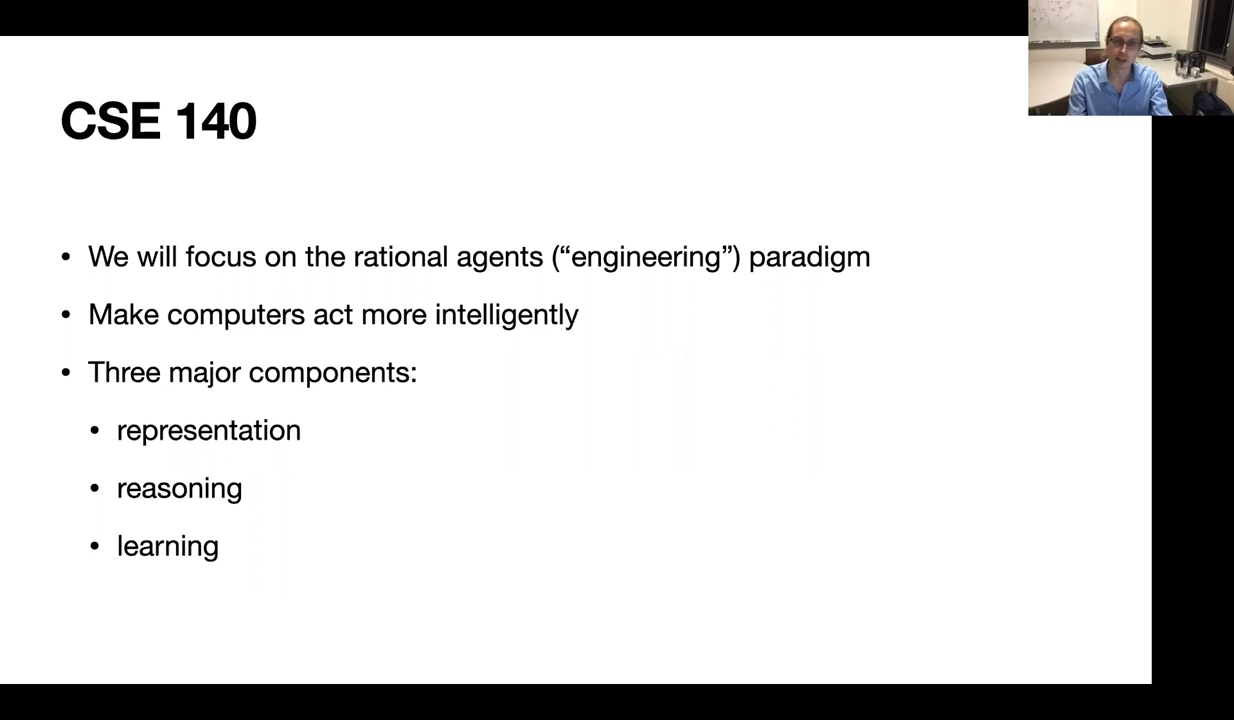 CSE 140
• We will focus on the rational agents (“engineering”) paradigm
• Make computers act more intelligently
• Three major components:
• representation
• reasoning
• learning